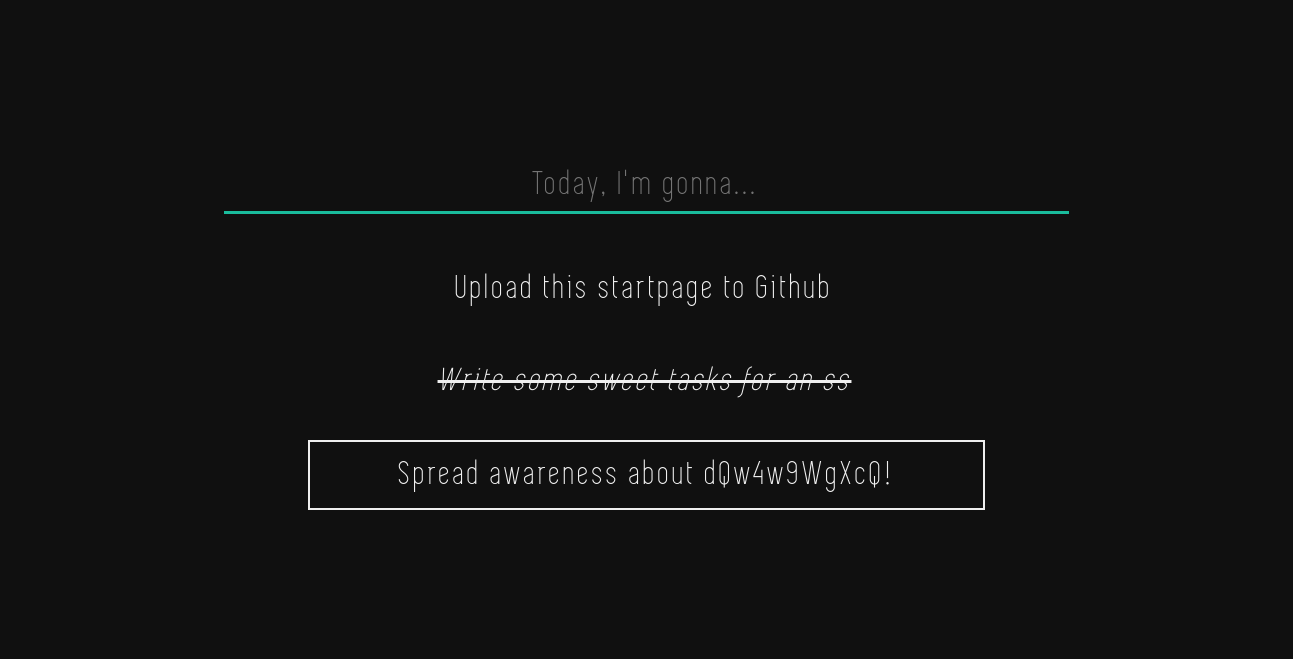 Today, I'm gonna...
Upload this startpage to Github
Write some sweet tasks for an ss
Spread awareness about dQw4w9WgXcQ!